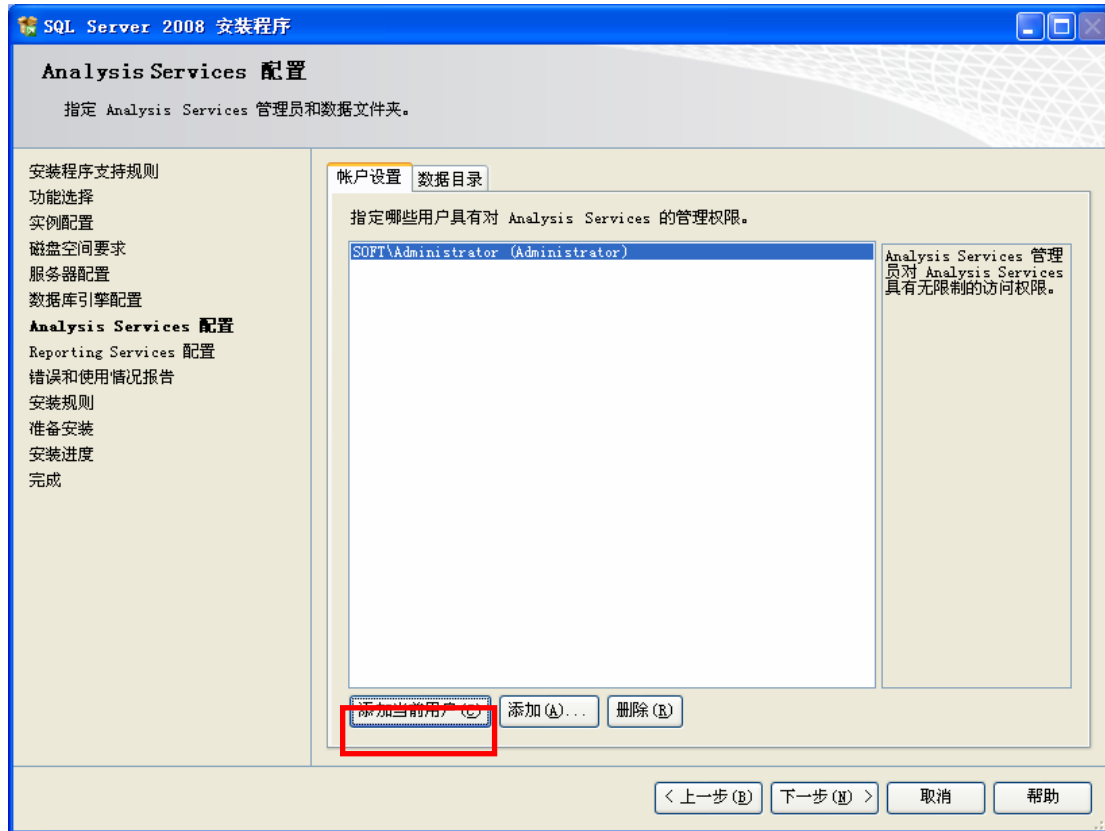 SQL Server 2008 安装程序
Analysis Services 配置
指定 Analysis Services 管理员和数据文件夹。
安装程序支持规则
功能选择
实例配置
磁盘空间要求
服务器配置
数据库引擎配置
Analysis Services 配置
Reporting Services 配置
错误和使用情况报告
安装规则
准备安装
安装进度
完成
帐户设置
数据目录
指定哪些用户具有对 Analysis Services 的管理权限。
SOFT\Administrator (Administrator)
Analysis Services 管理
员对 Analysis Services
具有无限制的访问权限。
添加当前用户(C)
添加(A)...
删除(R)
< 上一步(B)
下一步(N) >
取消
帮助